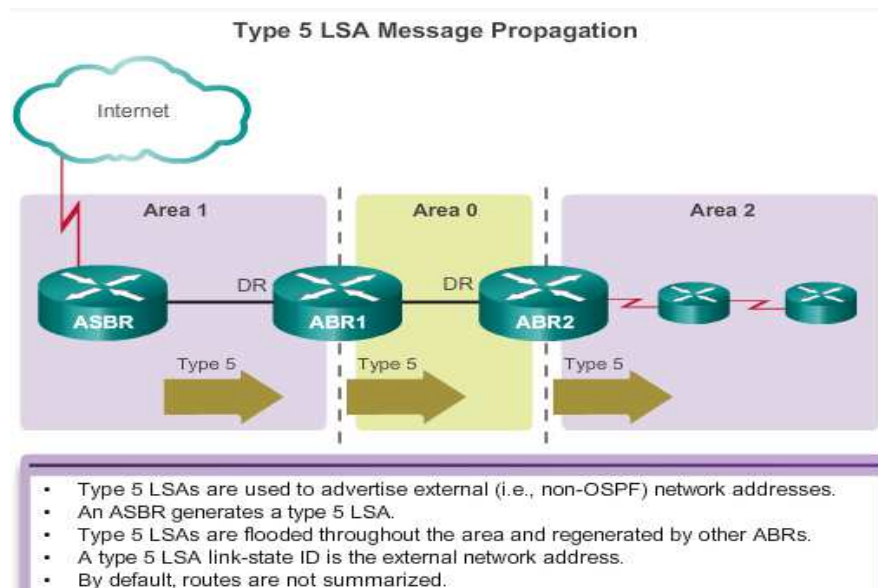 Type 5 LSA Message Propagation
Internet
Area 1
Area 0
Area 2
DR
DR
ASBR
ABR1
ABR2
Type 5
Type 5
Type 5
• Type 5 LSAs are used to advertise external (i.e., non-OSPF) network addresses.
• An ASBR generates a type 5 LSA.
• Type 5 LSAs are flooded throughout the area and regenerated by other ABRs.
• A type 5 LSA link-state ID is the external network address.
• By default, routes are not summarized.